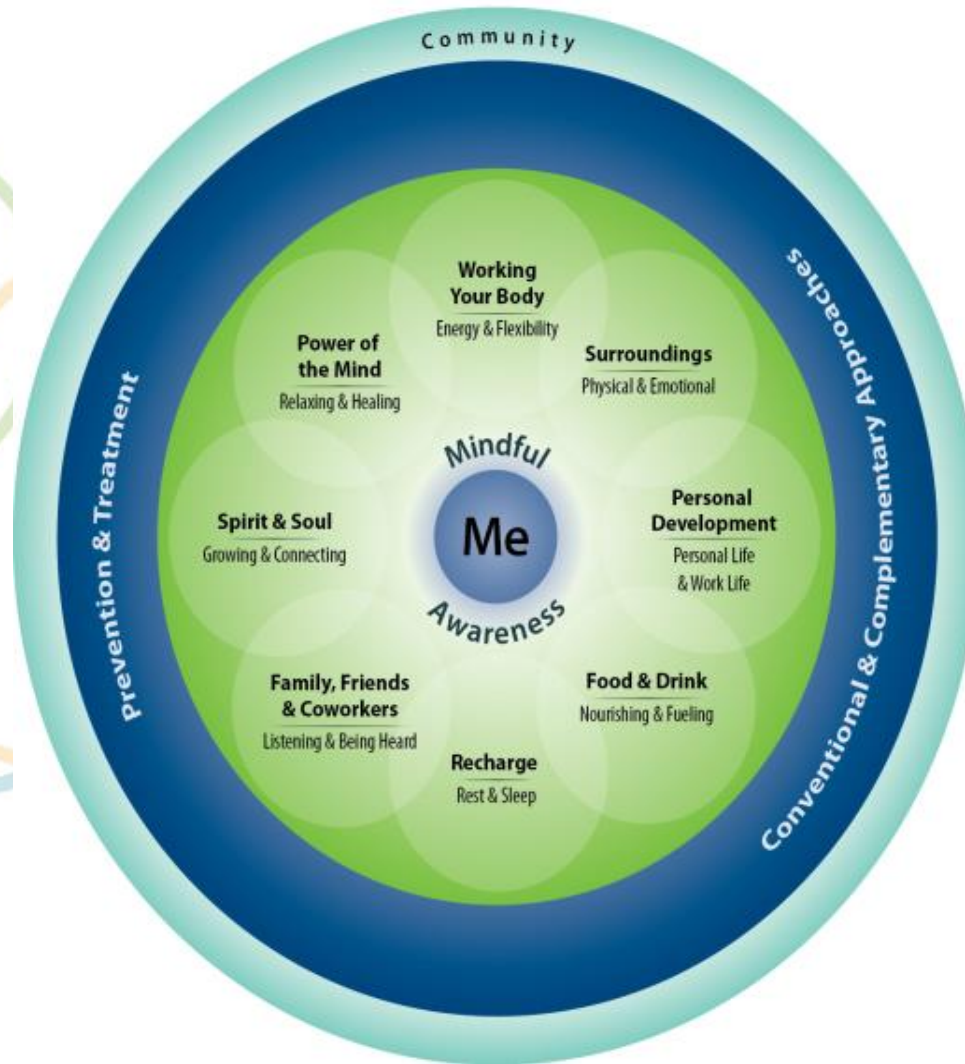 Community
Prevention & Treatment
Conventional & Complementary Approaches
Working
Your Body
Energy & Flexibility
Surroundings
Physical & Emotional
Personal
Development
Personal Life
& Work Life
Food & Drink
Nourishing & Fueling
Recharge
Rest & Sleep
Family, Friends
& Coworkers
Listening & Being Heard
Spirit & Soul
Growing & Connecting
Power of
the Mind
Relaxing & Healing
Mindful
Me
Awareness